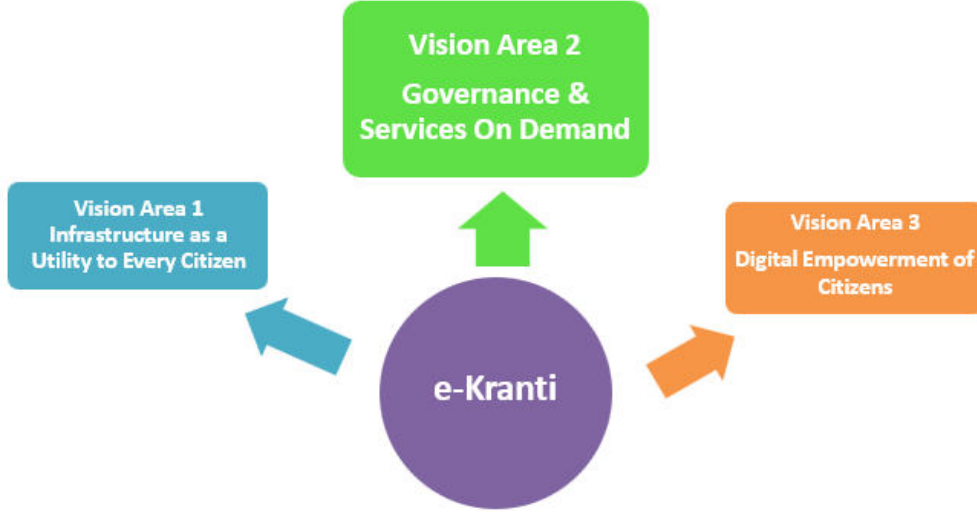 Vision Area 2
Governance &
Services On Demand
Vision Area 1
Infrastructure as a
Utility to Every Citizen
Vision Area 3
Digital Empowerment of
Citizens
e-Kranti